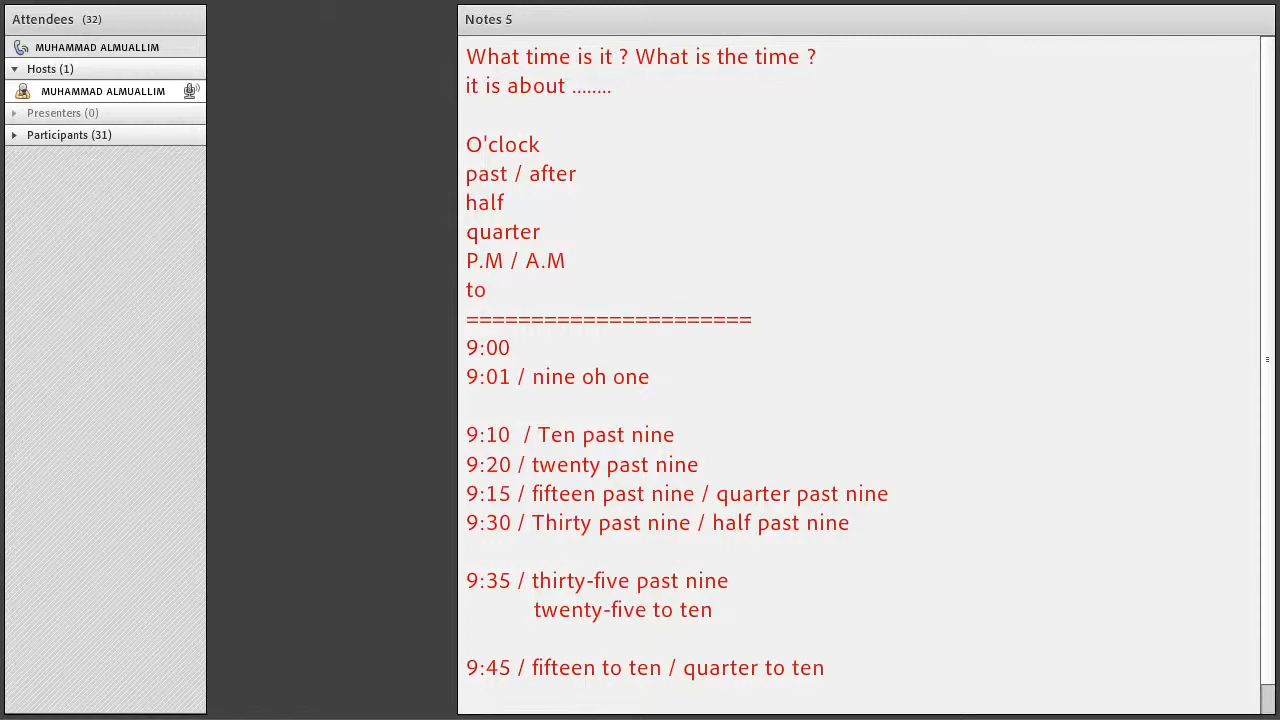 Attendees (32)
MUHAMMAD ALMUALLIM
Hosts (1)
MUHAMMAD ALMUALLIM
Presenters (0)
Participants (31)
Notes 5
What time is it ? What is the time ?
it is about ........
O'clock
past / after
half
quarter
P.M / A.M
to
======================
9:00
9:01 / nine oh one
9:10 / Ten past nine
9:20 / twenty past nine
9:15 / fifteen past nine / quarter past nine
9:30 / Thirty past nine / half past nine
9:35 / thirty-five past nine
twenty-five to ten
9:45 / fifteen to ten / quarter to ten